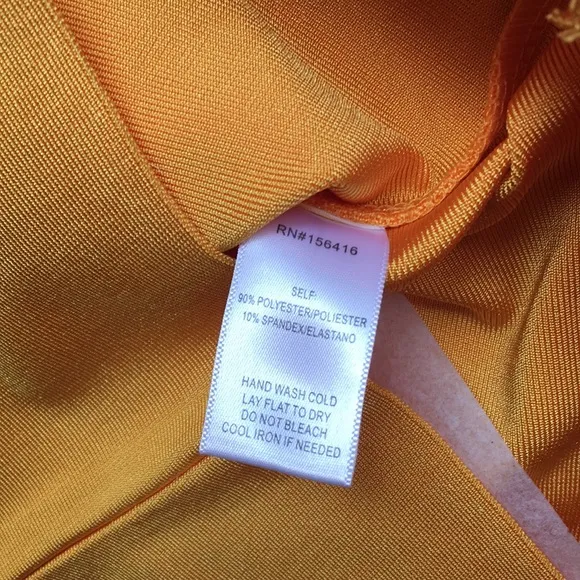 RN#156416
SELF:
90% POLYESTER/POLIESTER
10% SPANDEX/ELASTANO
HAND WASH COLD
LAY FLAT TO DRY
DO NOT BLEACH
COOL IRON IF NEEDED